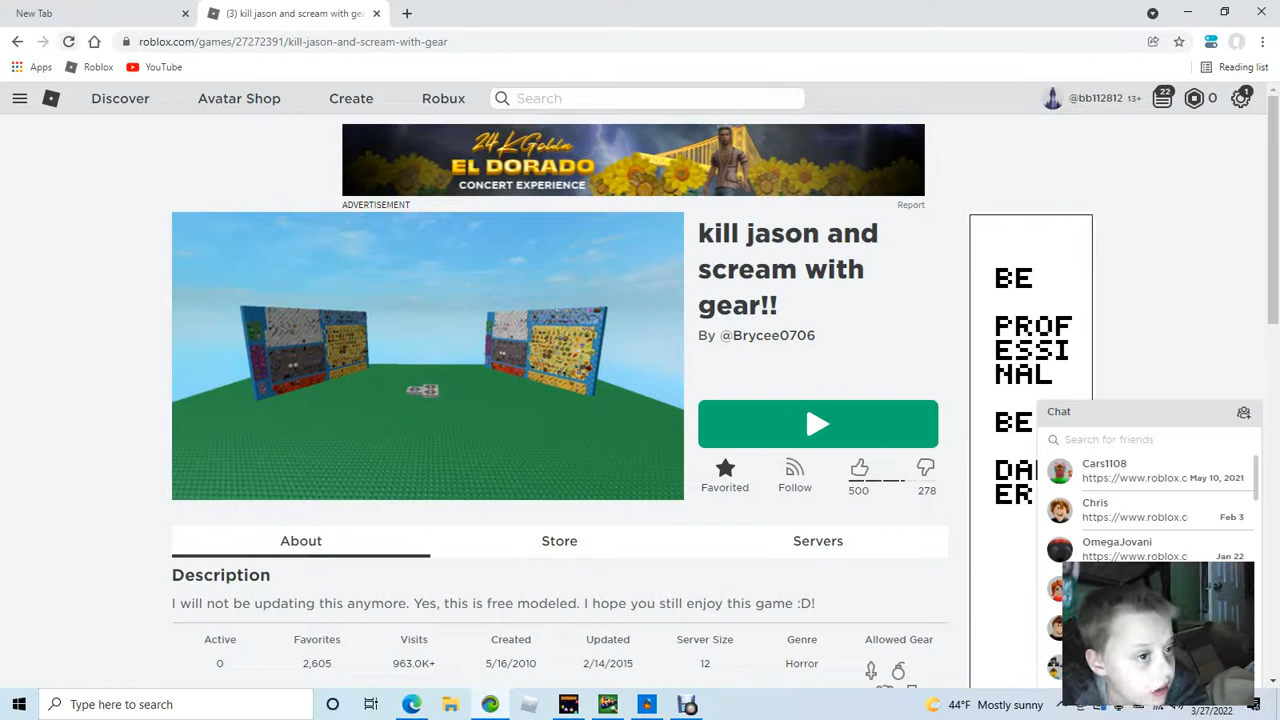 New Tab
(3) kill jason and scream with gea
roblox.com/games/27272391/kill-jason-and-scream-with-gear
Apps
Roblox
YouTube
Reading list
Discover
Avatar Shop
Create
Robux
Search
@bb112812 13+
22
0
1
24KGoldn
EL DORADO
CONCERT EXPERIENCE
ADVERTISEMENT
Report
kill jason and
scream with
gear!!
By @Brycee0706
Favorited
Follow
500
278
BE
PROF
ESSI
NAL
BE
DA
ER
Chat
Search for friends
Cars1108
https://www.roblox.c May 10, 2021
Chris
https://www.roblox.c Feb 3
OmegaJovani
https://www.roblox.c Jan 22
About
Store
Servers
Description
I will not be updating this anymore. Yes, this is free modeled. I hope you still enjoy this game :D!
Active
Favorites
Visits
Created
Updated
Server Size
Genre
Allowed Gear
0
2,605
963.0K+
5/16/2010
2/14/2015
12
Horror
Type here to search
44°F Mostly sunny
3/27/2022